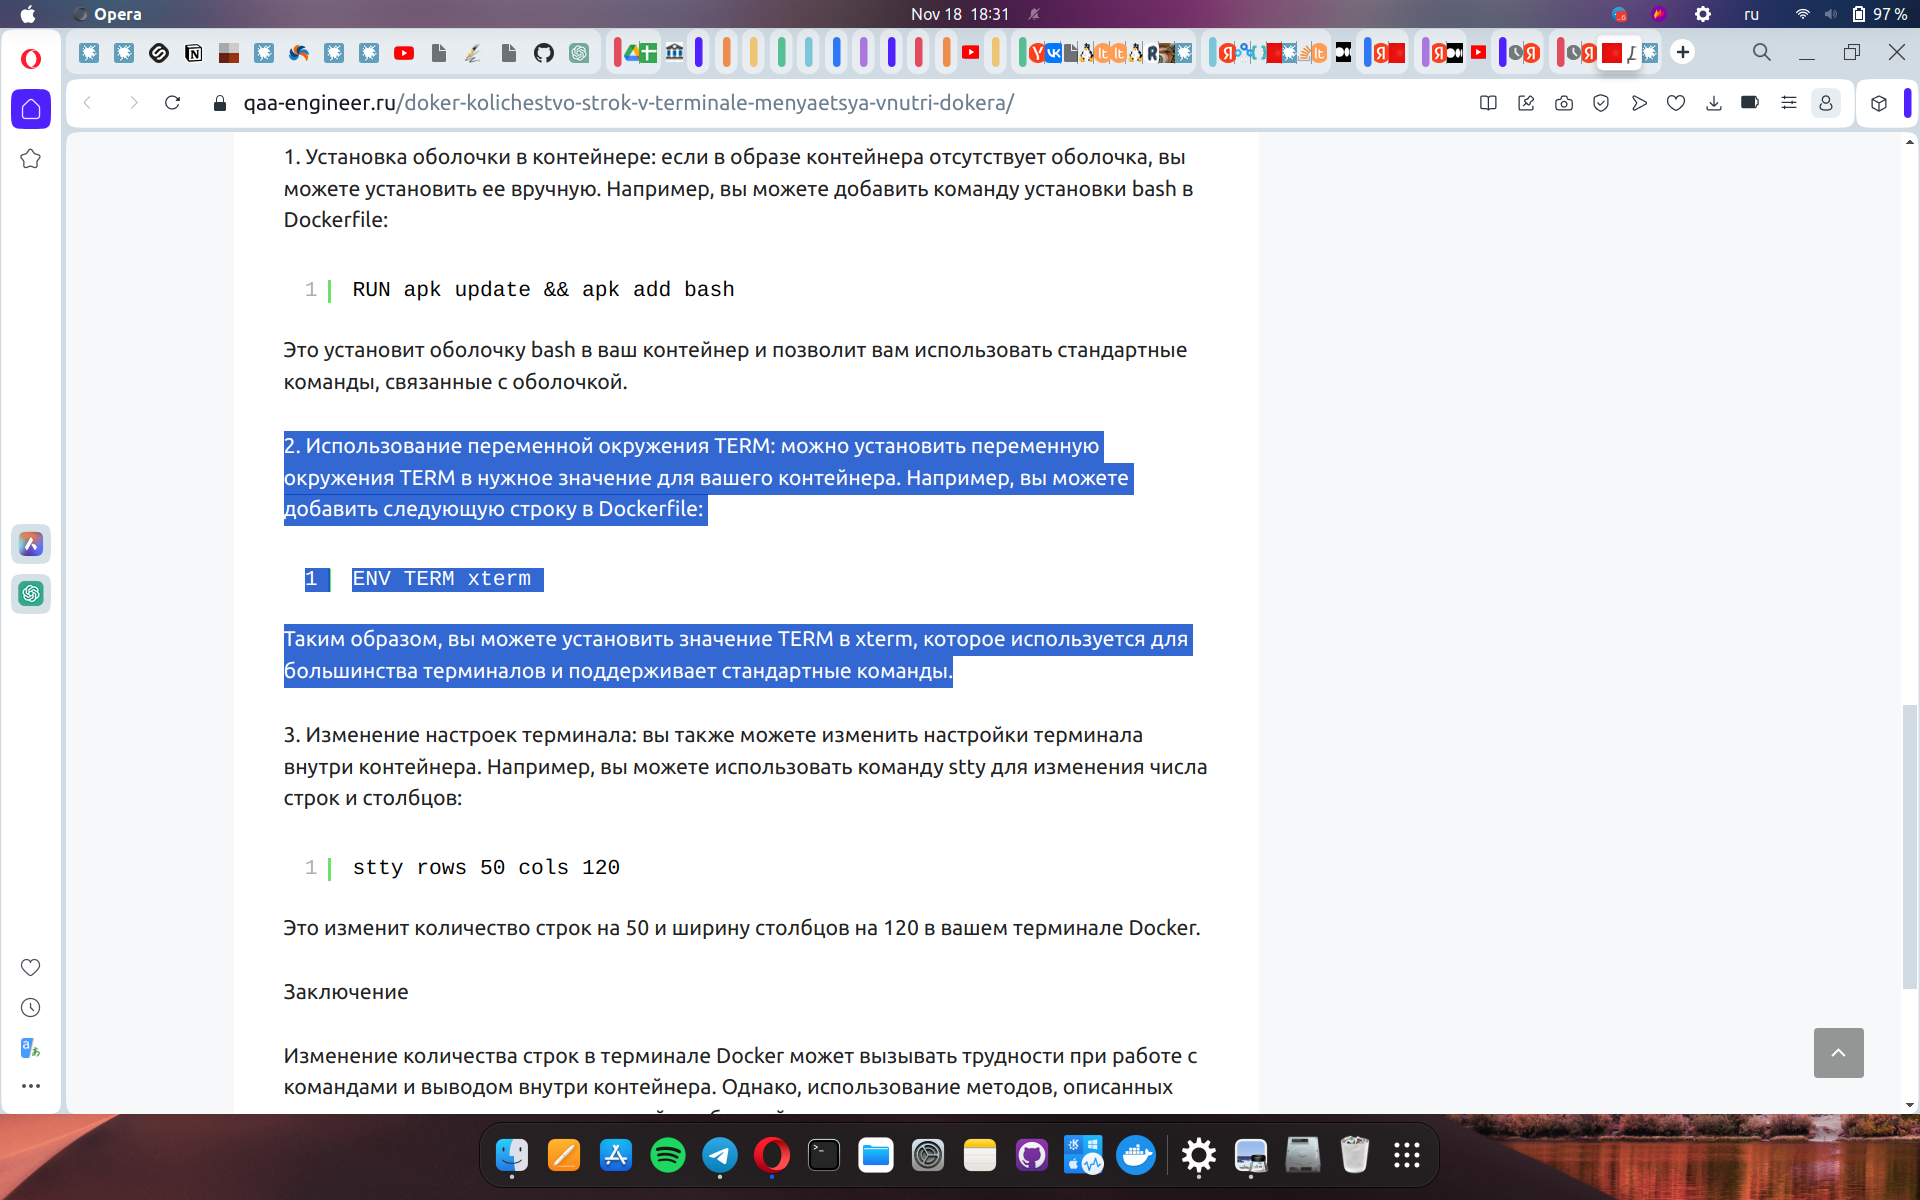 Opera
Nov 18 18:31
ru
97 %
qaa-engineer.ru/doker-kolichestvo-strok-v-terminale-menyaetsya-vnutri-dokera/
1. Установка оболочки в контейнере: если в образе контейнера отсутствует оболочка, вы
можете установить ее вручную. Например, вы можете добавить команду установки bash в
Dockerfile:
1 RUN apk update && apk add bash
Это установит оболочку bash в ваш контейнер и позволит вам использовать стандартные
команды, связанные с оболочкой.
2. Использование переменной окружения TERM: можно установить переменную
окружения TERM в нужное значение для вашего контейнера. Например, вы можете
добавить следующую строку в Dockerfile:
1 ENV TERM xterm
Таким образом, вы можете установить значение TERM в xterm, которое используется для
большинства терминалов и поддерживает стандартные команды.
3. Изменение настроек терминала: вы также можете изменить настройки терминала
внутри контейнера. Например, вы можете использовать команду stty для изменения числа
строк и столбцов:
1 stty rows 50 cols 120
Это изменит количество строк на 50 и ширину столбцов на 120 в вашем терминале Docker.
Заключение
Изменение количества строк в терминале Docker может вызывать трудности при работе с
командами и выводом внутри контейнера. Однако, использование методов, описанных